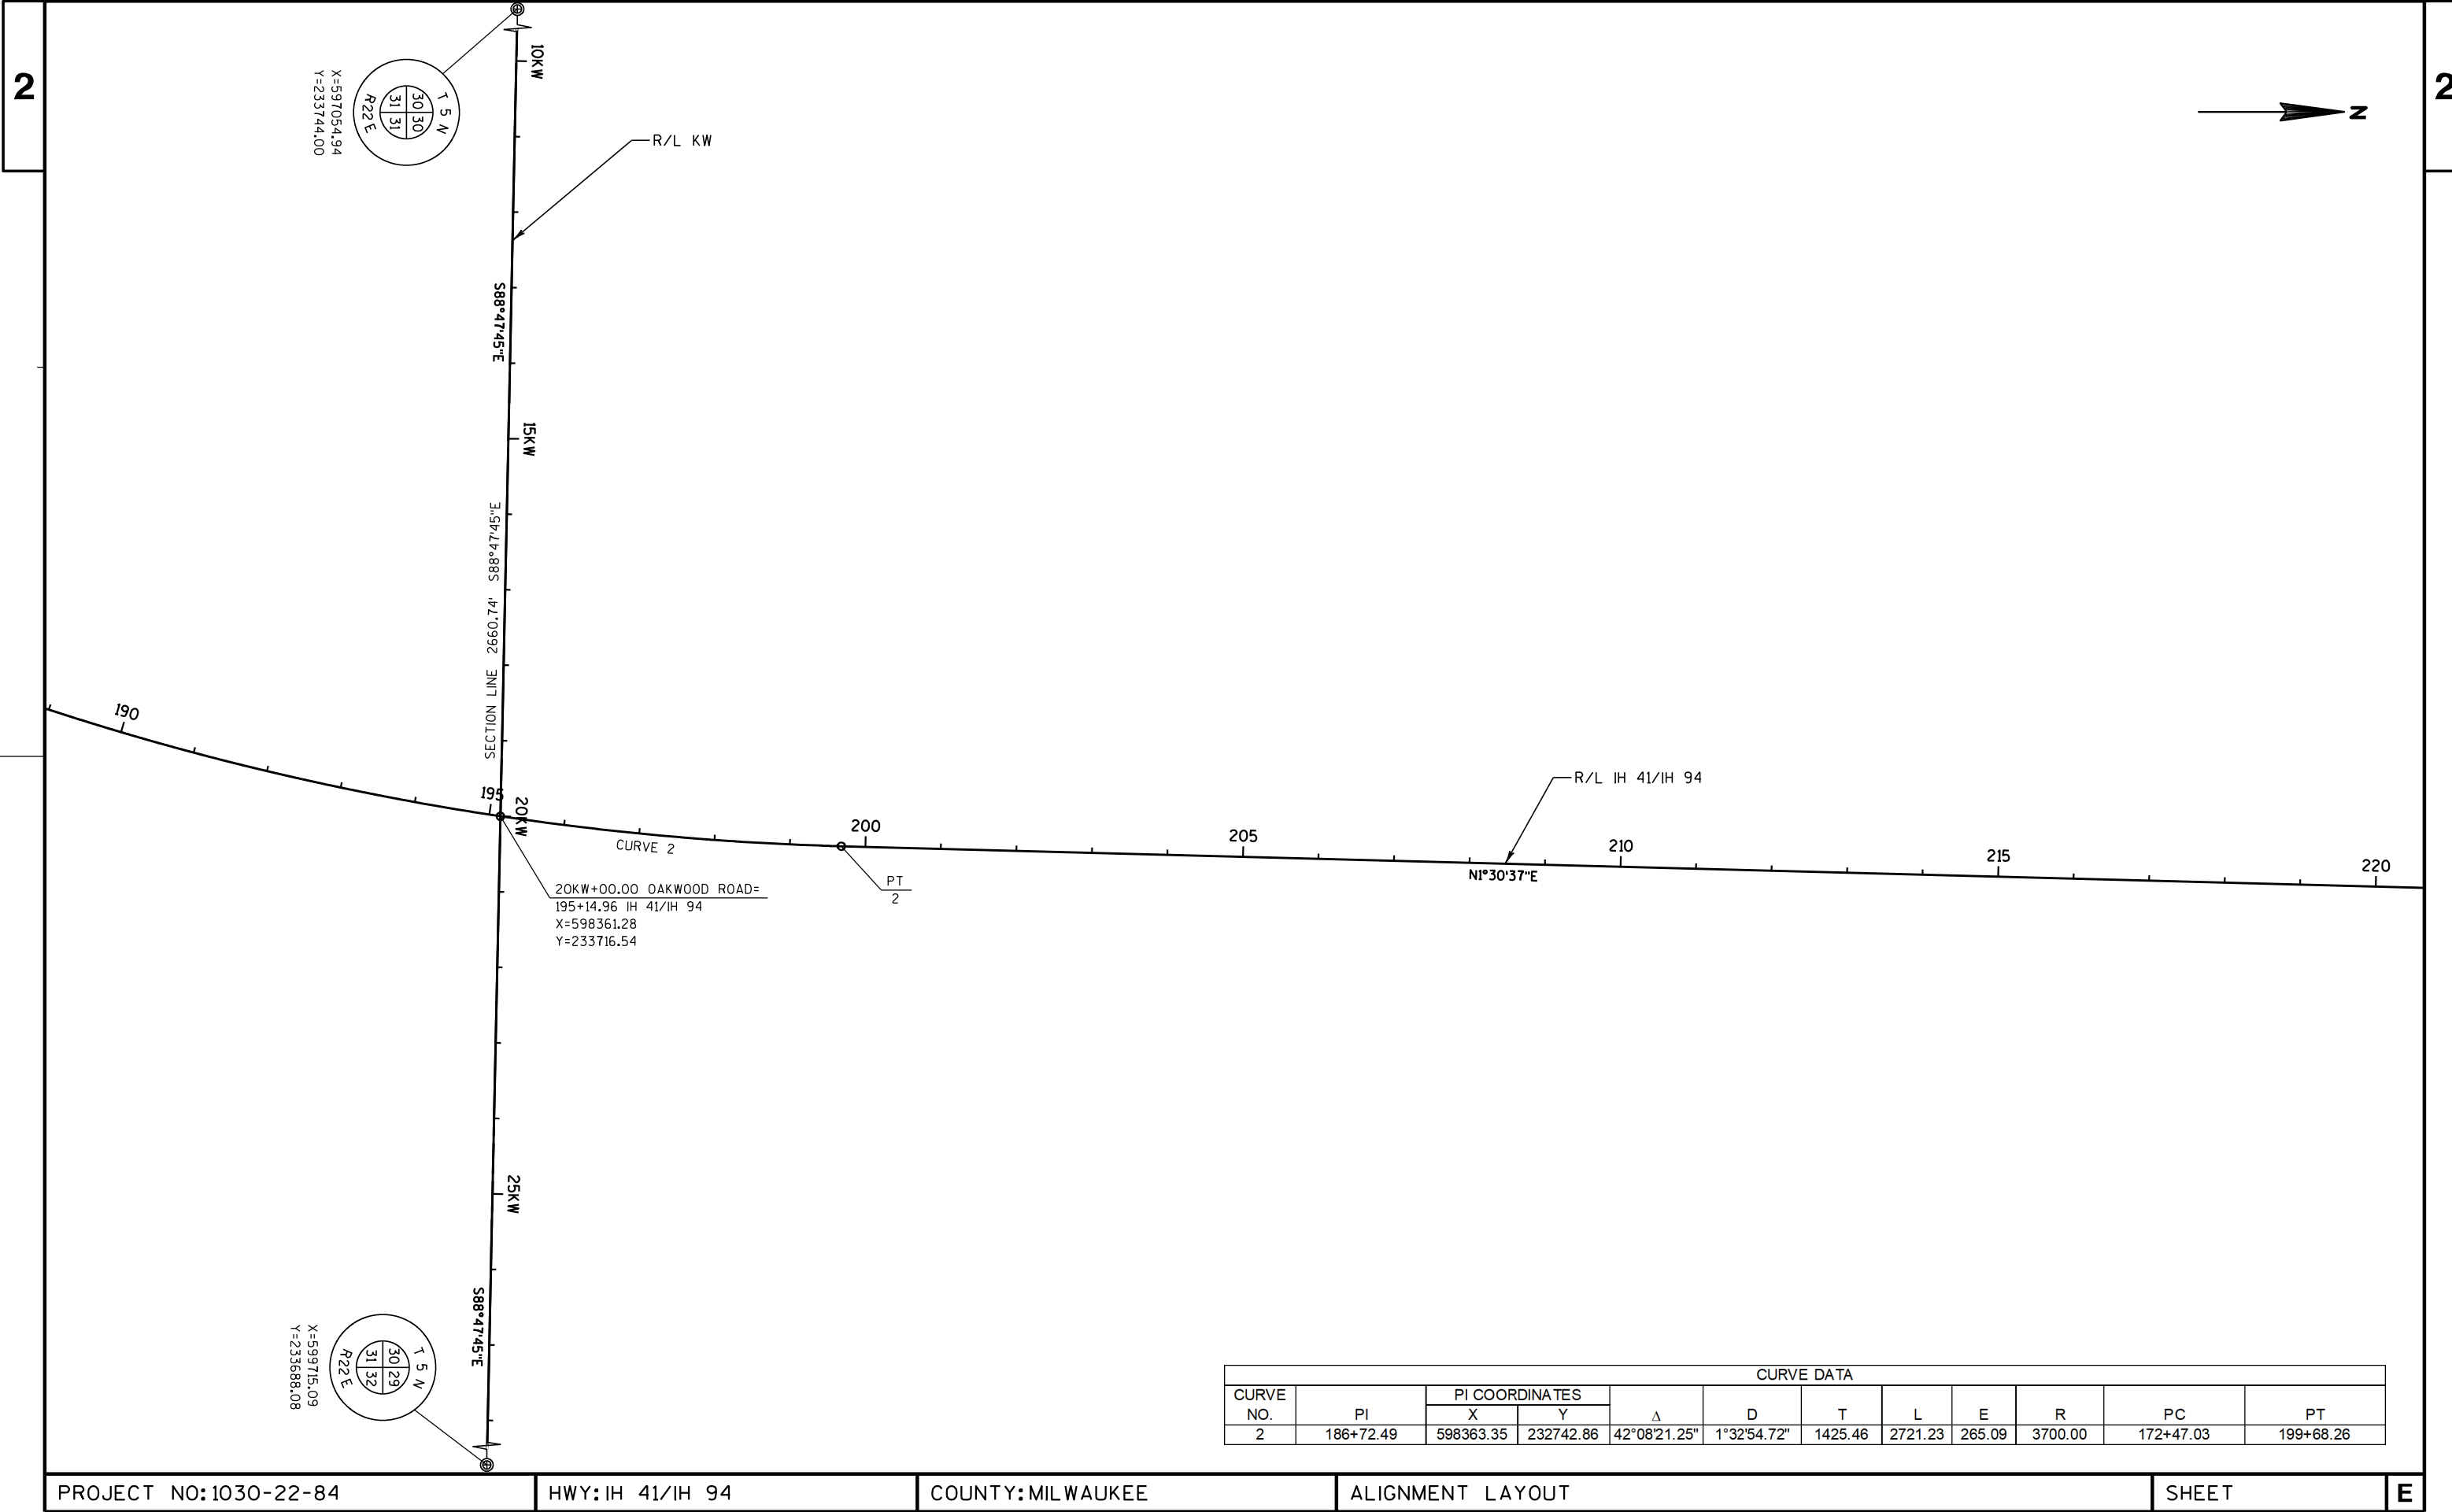 2
2
10KW
T 5 N
30 30
31 31
R22E
X=597054.94
Y=233744.00
R/L KW
N
S88°47'45"E
15KW
SECTION LINE 2660.74' S88°47'45"E
190
195
20KW
CURVE 2
200
205
210
215
220
R/L IH 41/IH 94
N1°30'37"E
PT
2
20KW+00.00 OAKWOOD ROAD=
195+14.96 IH 41/IH 94
X=598361.28
Y=233716.54
25KW
S88°47'45"E
T 5 N
30 29
31 32
R22E
X=599715.09
Y=233688.08
CURVE DATA
CURVE NO. PI PI COORDINATES X Y Δ D T L E R PC PT
2 186+72.49 598363.35 232742.86 42°08'21.25" 1°32'54.72" 1425.46 2721.23 265.09 3700.00 172+47.03 199+68.26
PROJECT NO:1030-22-84 HWY:IH 41/IH 94 COUNTY:MILWAUKEE ALIGNMENT LAYOUT SHEET E